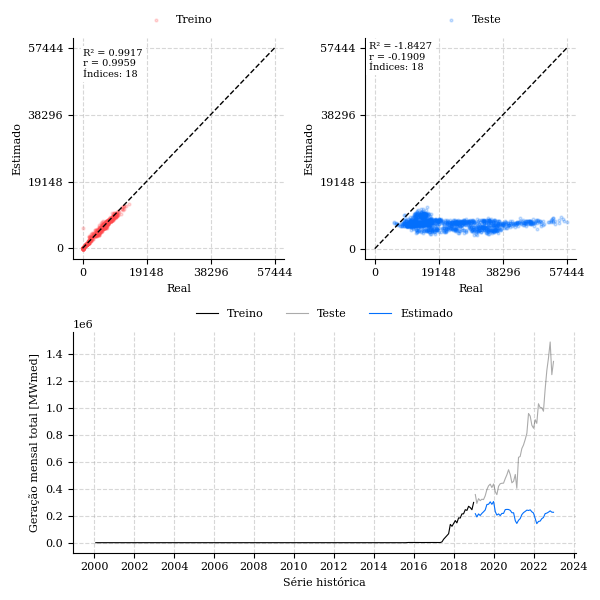 Treino
Teste
57444
38296
19148
0
Estimado
R² = 0.9917
r = 0.9959
Índices: 18
0 19148 38296 57444
Real
57444
38296
19148
0
Estimado
R² = -1.8427
r = -0.1909
Índices: 18
0 19148 38296 57444
Real
Treino Teste Estimado
1e6
1.4
1.2
1.0
0.8
0.6
0.4
0.2
0.0
Geração mensal total [MWmed]
2000 2002 2004 2006 2008 2010 2012 2014 2016 2018 2020 2022 2024
Série histórica